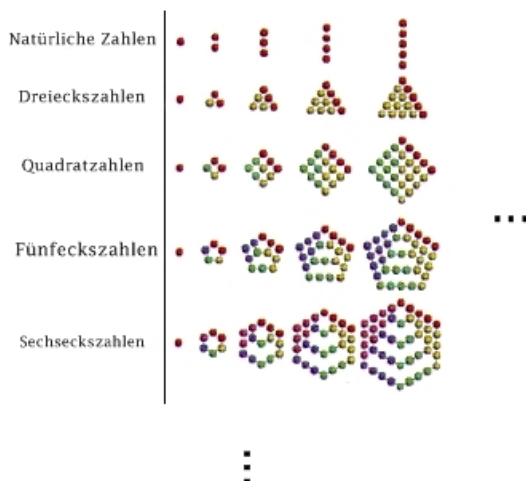 Natürliche Zahlen
Dreieckszahlen
Quadratzahlen
...
Fünfeckszahlen
Sechseckszahlen